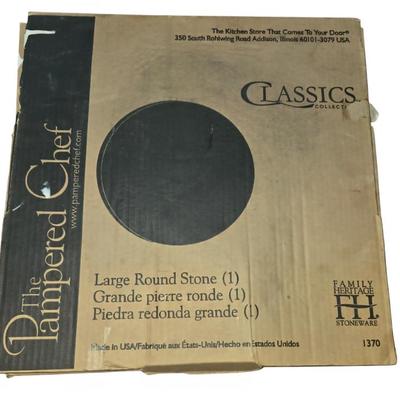 The Kitchen Store That Comes To Your Door®
350 South Rohlwing Road Addison, Illinois 60101-3079 USA
CLASSICS
The
Pampered Chef
www.pamperedchef.com
Large Round Stone (1)
Grande pierre ronde (1)
Piedra redonda grande (1)
FAMILY
HERITAGE
FH
STONEWARE
Made in USA/Fabriqué aux États-Unis/Hecho en Estados Unidos
1370